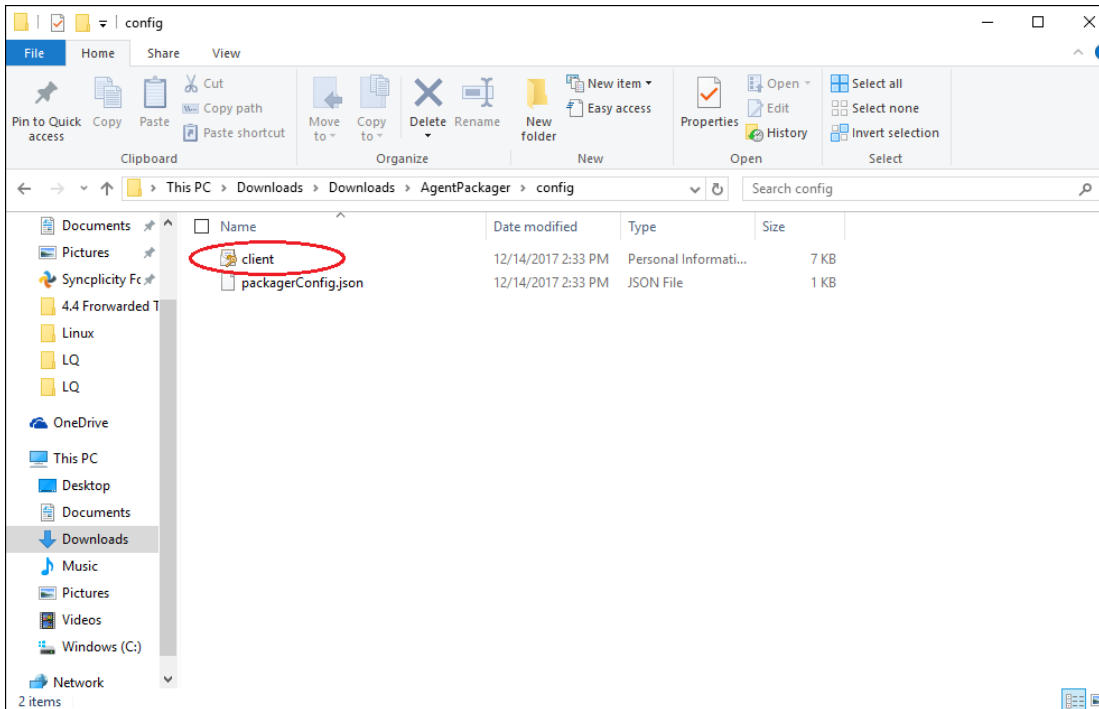 config
File Home Share View
Pin to Quick access
Copy
Paste
Cut
Copy path
Paste shortcut
Clipboard
Move to
Copy to
Delete
Rename
Organize
New folder
New item
Easy access
New
Properties
Open
Edit
History
Open
Select all
Select none
Invert selection
Select
This PC > Downloads > Downloads > AgentPackager > config
Search config
Documents
Pictures
Syncplicity Fo
4.4 Frorwarded T
Linux
LQ
LQ
OneDrive
This PC
Desktop
Documents
Downloads
Music
Pictures
Videos
Windows (C:)
Network
Name Date modified Type Size
client 12/14/2017 2:33 PM Personal Informati... 7 KB
packagerConfig.json 12/14/2017 2:33 PM JSON File 1 KB
2 items